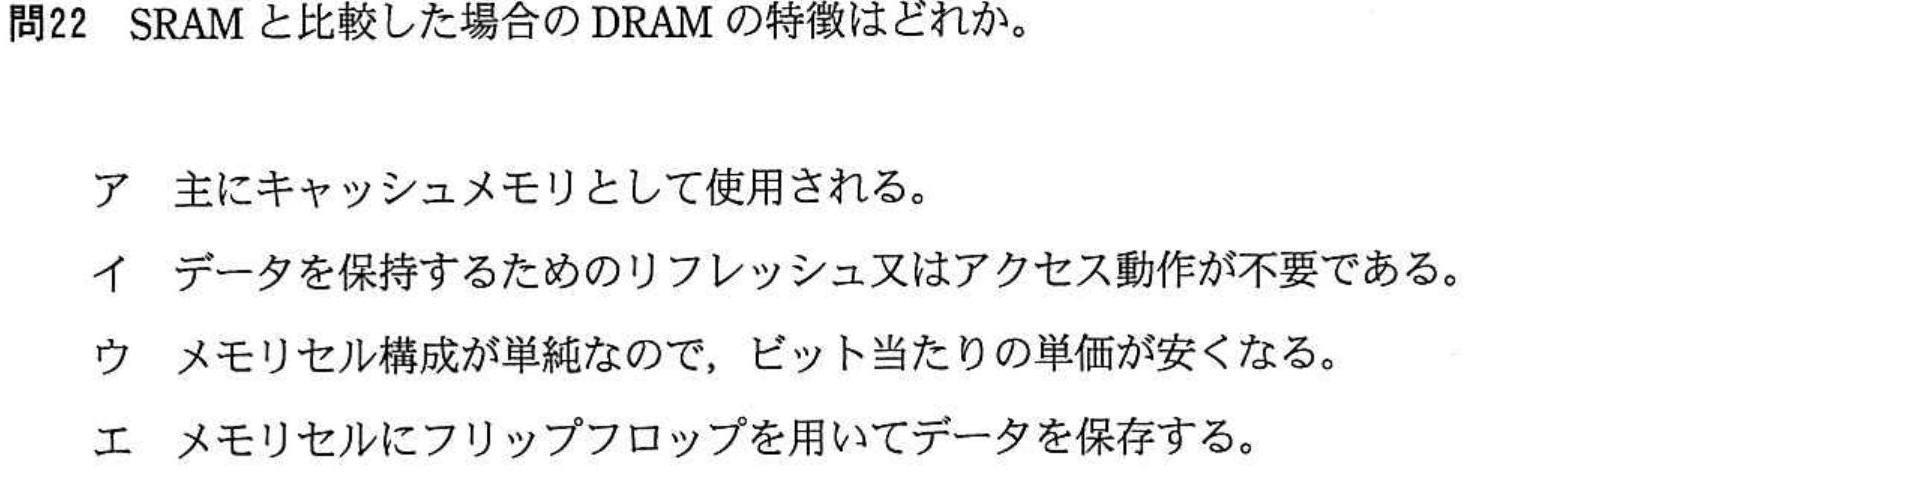 問22 SRAM と比較した場合の DRAM の特徴はどれか。
ア 主にキャッシュメモリとして使用される。
イ データを保持するためのリフレッシュ又はアクセス動作が不要である。
ウ メモリセル構成が単純なので，ビット当たりの単価が安くなる。
エ メモリセルにフリップフロップを用いてデータを保存する。